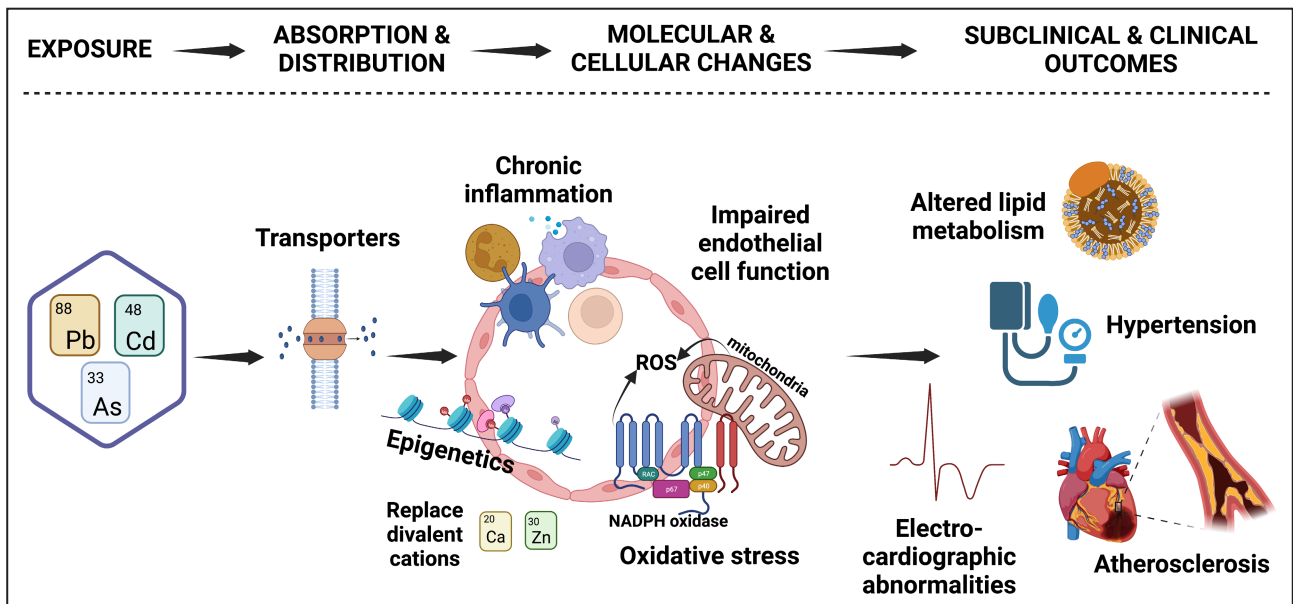 EXPOSURE
ABSORPTION &
DISTRIBUTION
MOLECULAR &
CELLULAR CHANGES
SUBCLINICAL & CLINICAL
OUTCOMES
88
Pb
48
Cd
33
As
Transporters
Chronic
inflammation
Impaired
endothelial
cell function
ROS
mitochondria
Epigenetics
RAC
p47
p67
p40
NADPH oxidase
Oxidative stress
Replace
divalent
cations
20
Ca
30
Zn
Altered lipid
metabolism
Hypertension
Electro-
cardiographic
abnormalities
Atherosclerosis